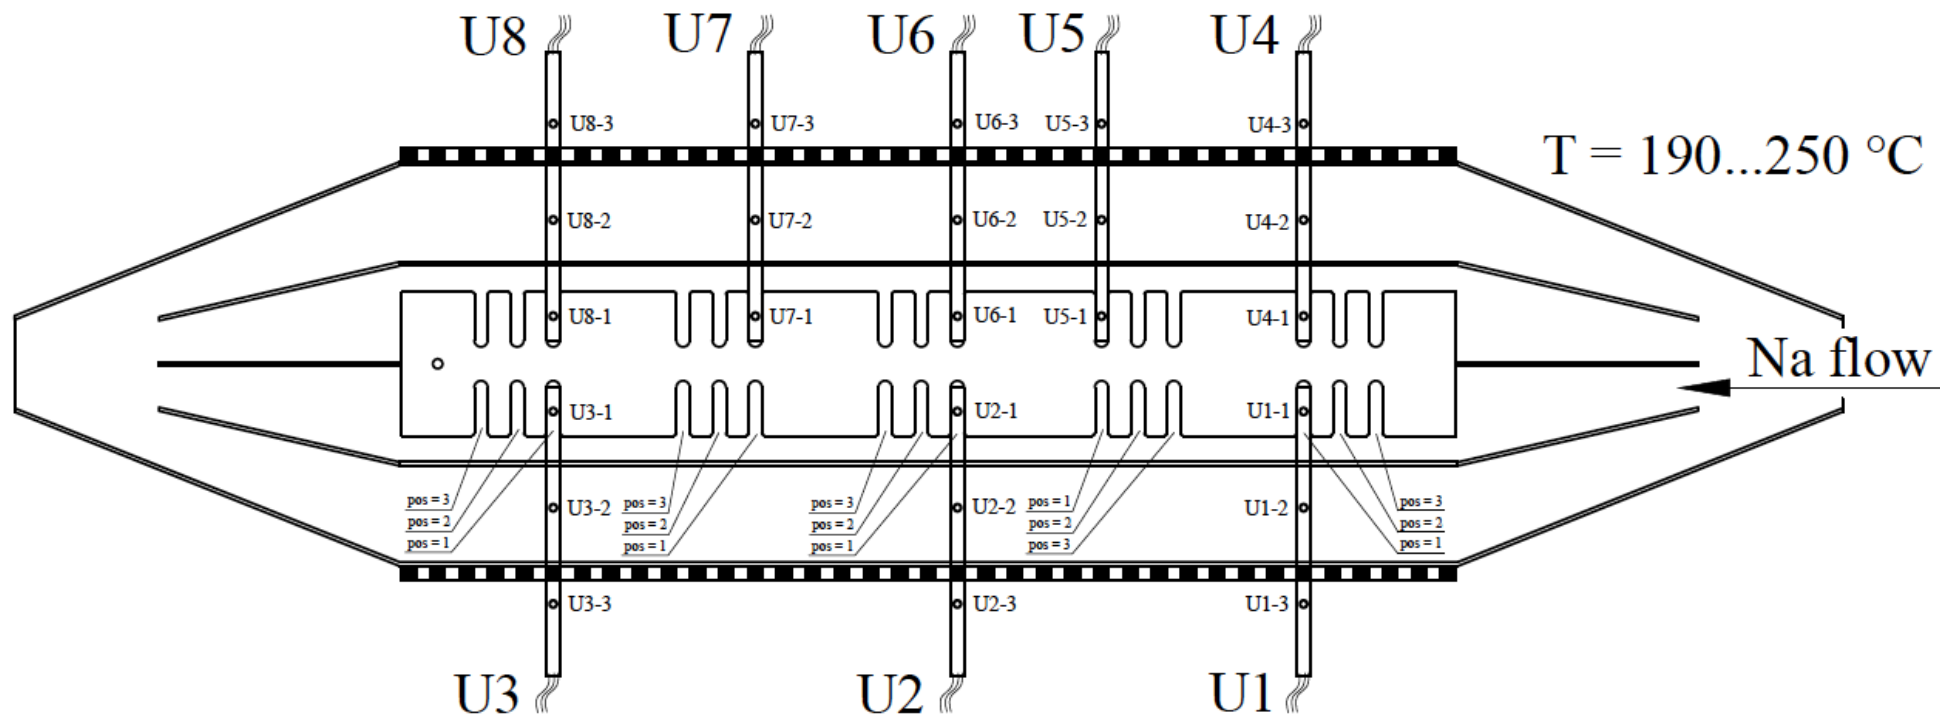 U8 U7 U6 U5 U4
U8-3 U7-3 U6-3 U5-3 U4-3
T = 190...250 °C
U8-2 U7-2 U6-2 U5-2 U4-2
U8-1 U7-1 U6-1 U5-1 U4-1
Na flow
U3-1 U2-1 U1-1
pos = 3 pos = 3 pos = 3 pos = 1 pos = 3
U3-2 U2-2 U1-2
pos = 2 pos = 2 pos = 2 pos = 2 pos = 2
pos = 1 pos = 1 pos = 1 pos = 3 pos = 1
U3-3 U2-3 U1-3
U3 U2 U1